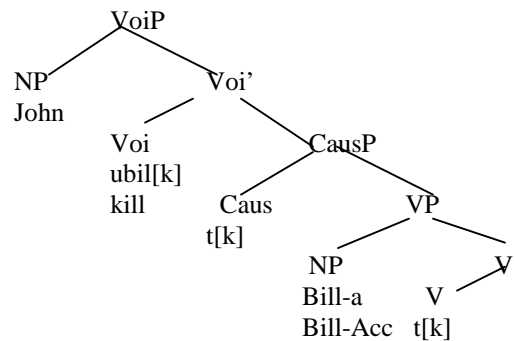 VoiP
NP Voi’
John
Voi CausP
ubil[k]
kill Caus VP
t[k]
NP V
Bill-a V
Bill-Acc t[k]